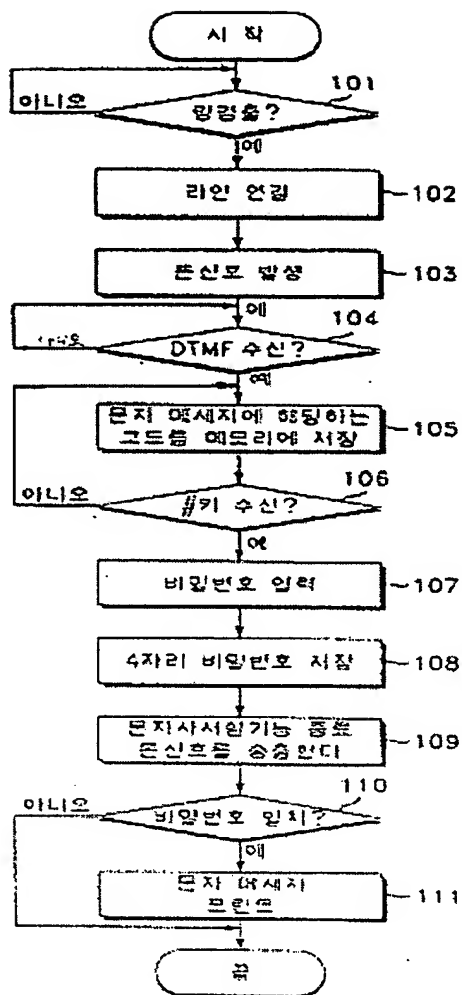 시 작
101
아니오
링검출?
예
라인 연결
102
톤신호 발생
103
예
104
DTMF 수신?
예
문자 메세지에 해당하는
105
코드를 메모리에 저장
106
아니오
#키 수신?
예
비밀번호 입력
107
4자리 비밀번호 저장
108
문자사서함기능 종료
109
톤신호를 송출한다
110
아니오
비밀번호 일치?
예
문자 메세지
111
프린트